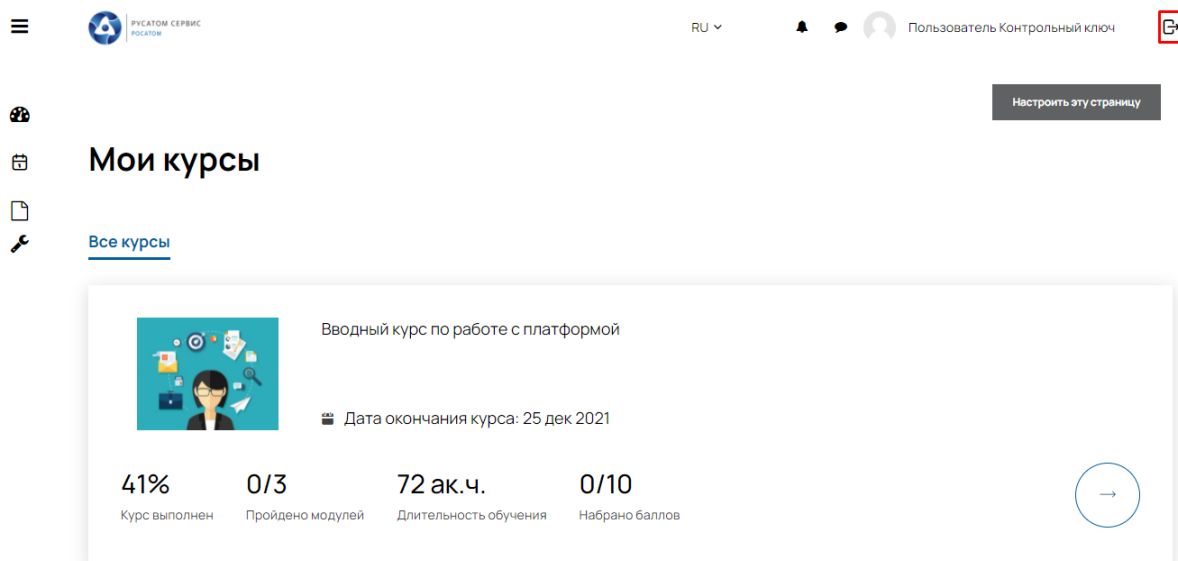 РУСАТОМ СЕРВИС
РОСАТОМ
RU
Пользователь Контрольный ключ
Настроить эту страницу
Мои курсы
Все курсы
Вводный курс по работе с платформой
Дата окончания курса: 25 дек 2021
41% 0/3 72 ак.ч. 0/10
Курс выполнен Пройдено модулей Длительность обучения Набрано баллов